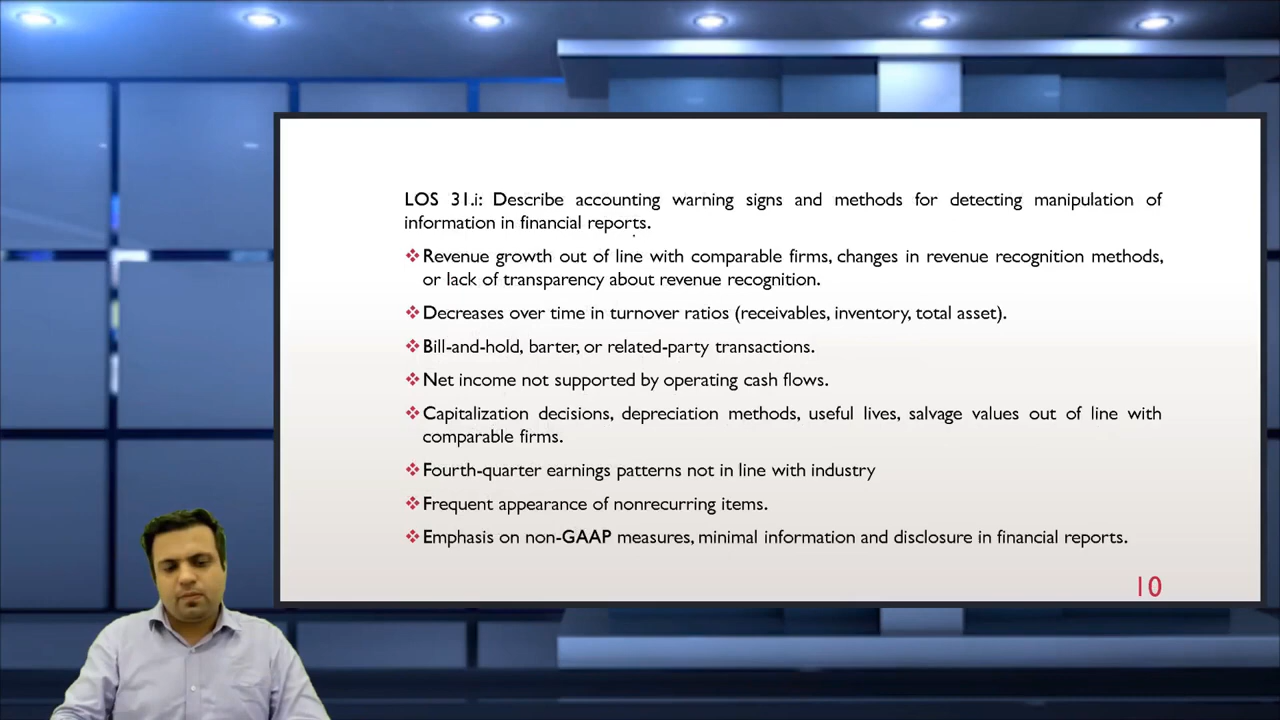 LOS 31.i: Describe accounting warning signs and methods for detecting manipulation of
information in financial reports.
❖Revenue growth out of line with comparable firms, changes in revenue recognition methods,
or lack of transparency about revenue recognition.
❖Decreases over time in turnover ratios (receivables, inventory, total asset).
❖Bill-and-hold, barter, or related-party transactions.
❖Net income not supported by operating cash flows.
❖Capitalization decisions, depreciation methods, useful lives, salvage values out of line with
comparable firms.
❖Fourth-quarter earnings patterns not in line with industry
❖Frequent appearance of nonrecurring items.
❖Emphasis on non-GAAP measures, minimal information and disclosure in financial reports.
10